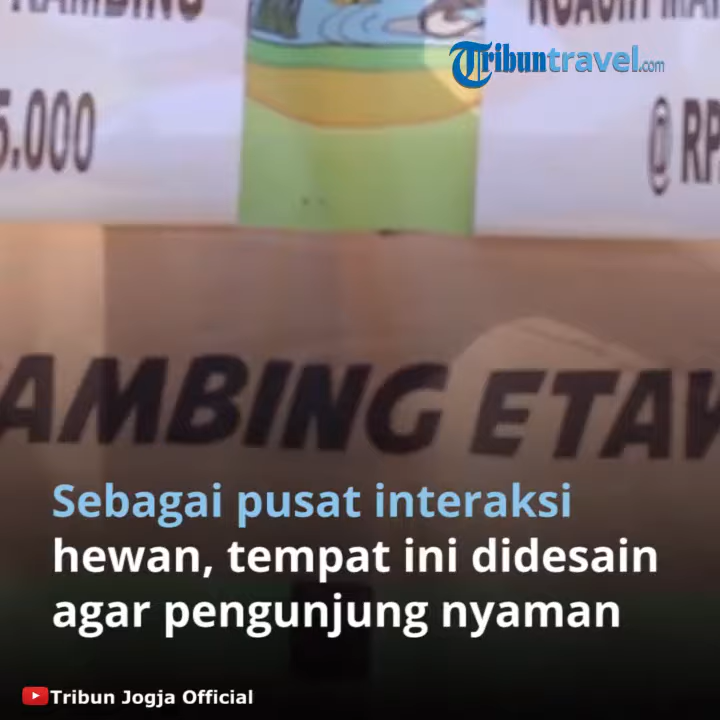 Tribuntravel.com
5.000
@ RP
AMBING ETAW
Sebagai pusat interaksi
hewan, tempat ini didesain
agar pengunjung nyaman
Tribun Jogja Official